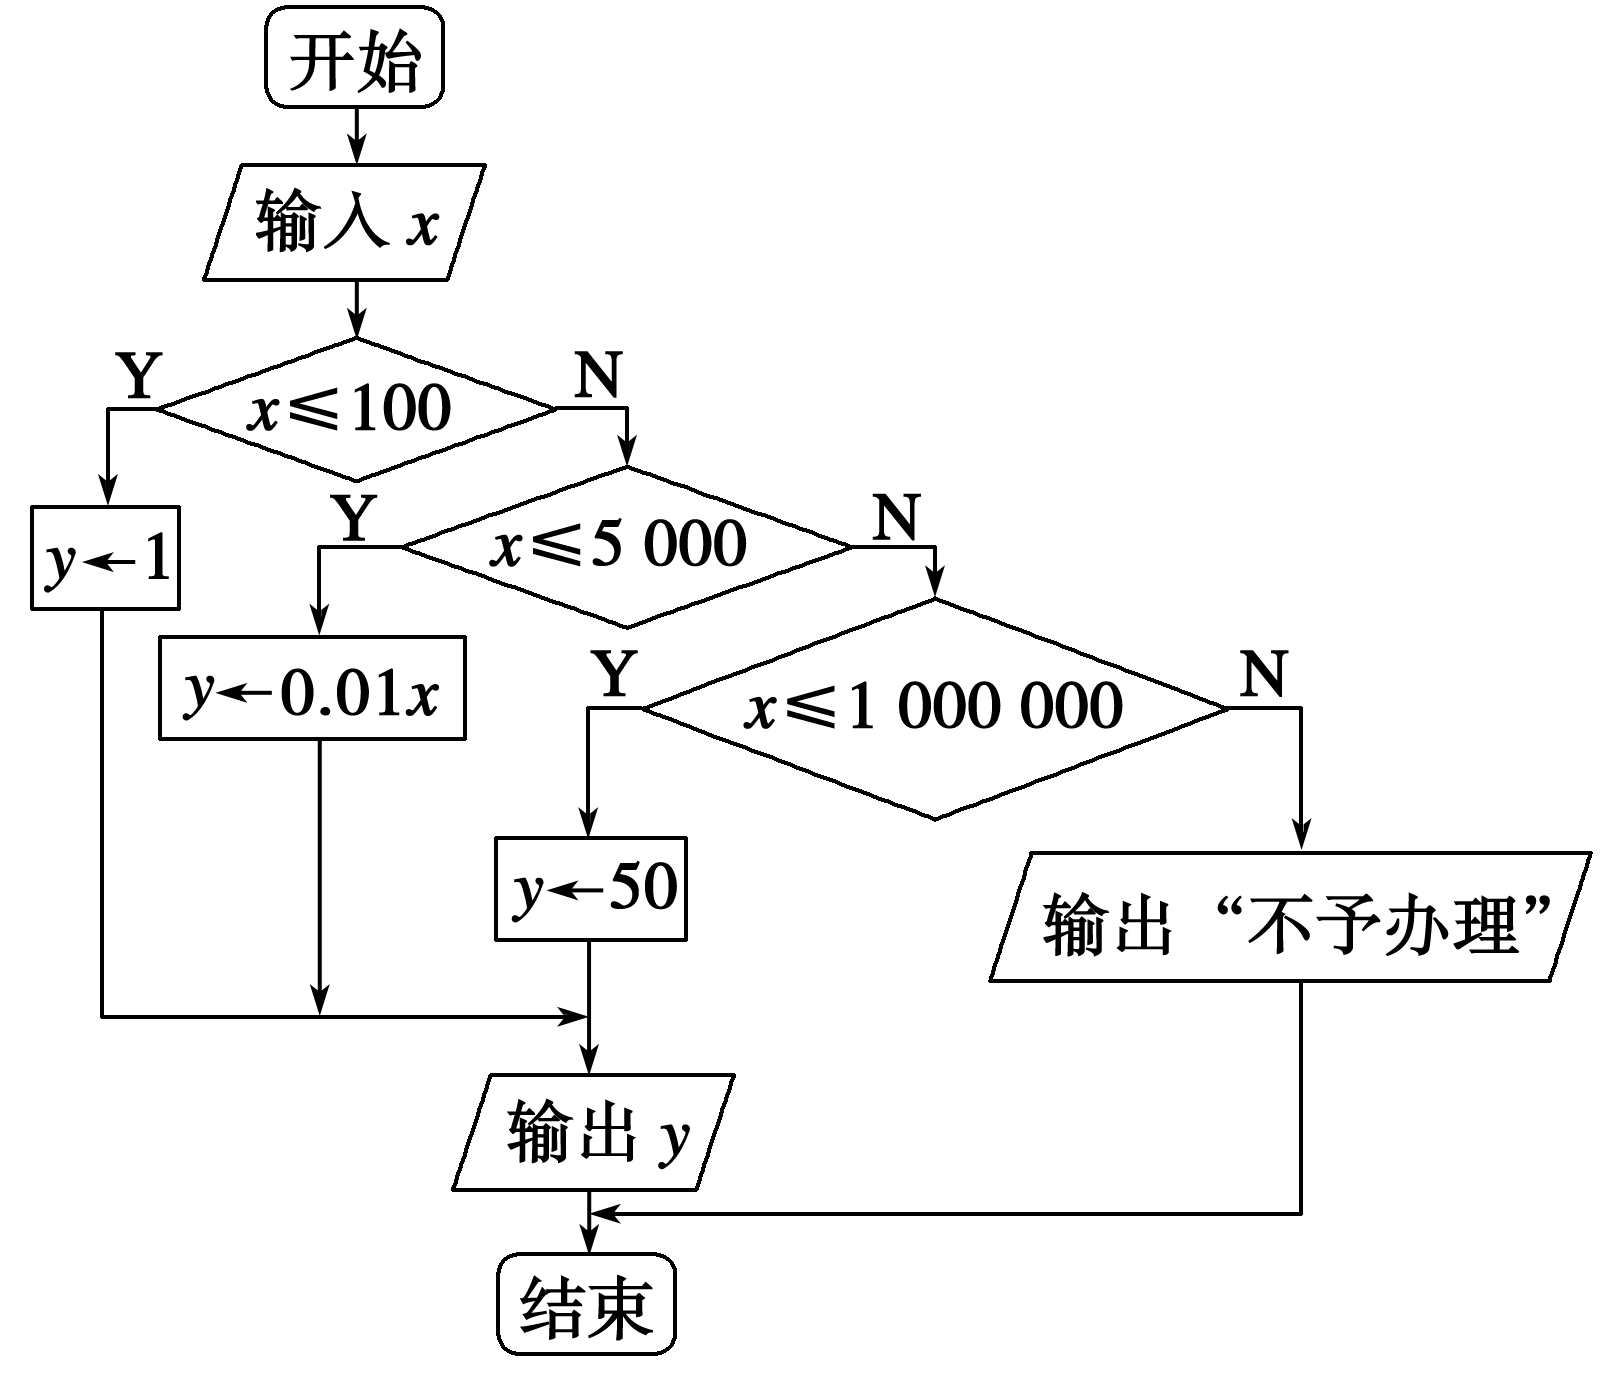 开始
输入 x
Y
N
x≤100
Y
N
x≤5 000
y←1
Y
N
y←0.01x
x≤1 000 000
y←50
输出 “不予办理”
输出 y
结束